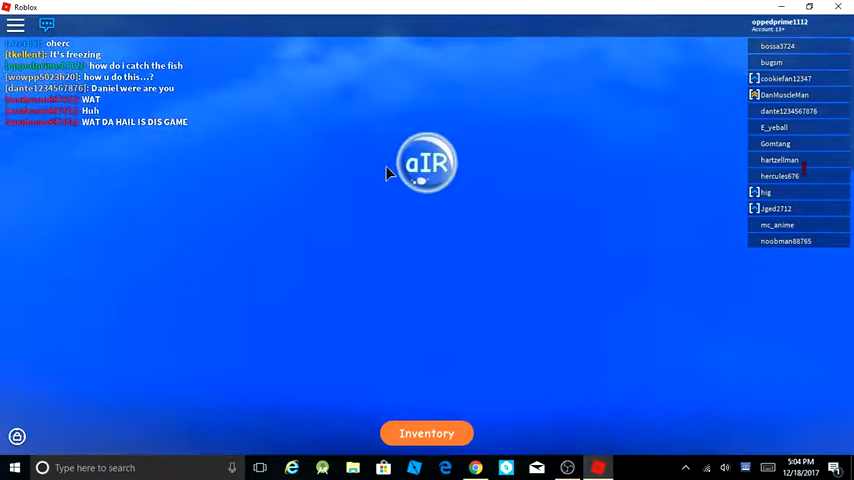 Roblox
oppedprime1112
Account: 13+
oherc
[tkellent]: It's freezing
how do i catch the fish
[wowpp5023h20]: how u do this...?
[dante1234567876]: Daniel were are you
WAT
Huh
WAT DA HAIL IS DIS GAME
bossa3724
bugsm
cookiefan12347
DanMuscleMan
dante1234567876
E_yeball
Gomtang
hartzellman
hercules676
hig
Jged2712
mc_anime
noobman88765
aIR
Inventory
Type here to search
5:04 PM
12/18/2017